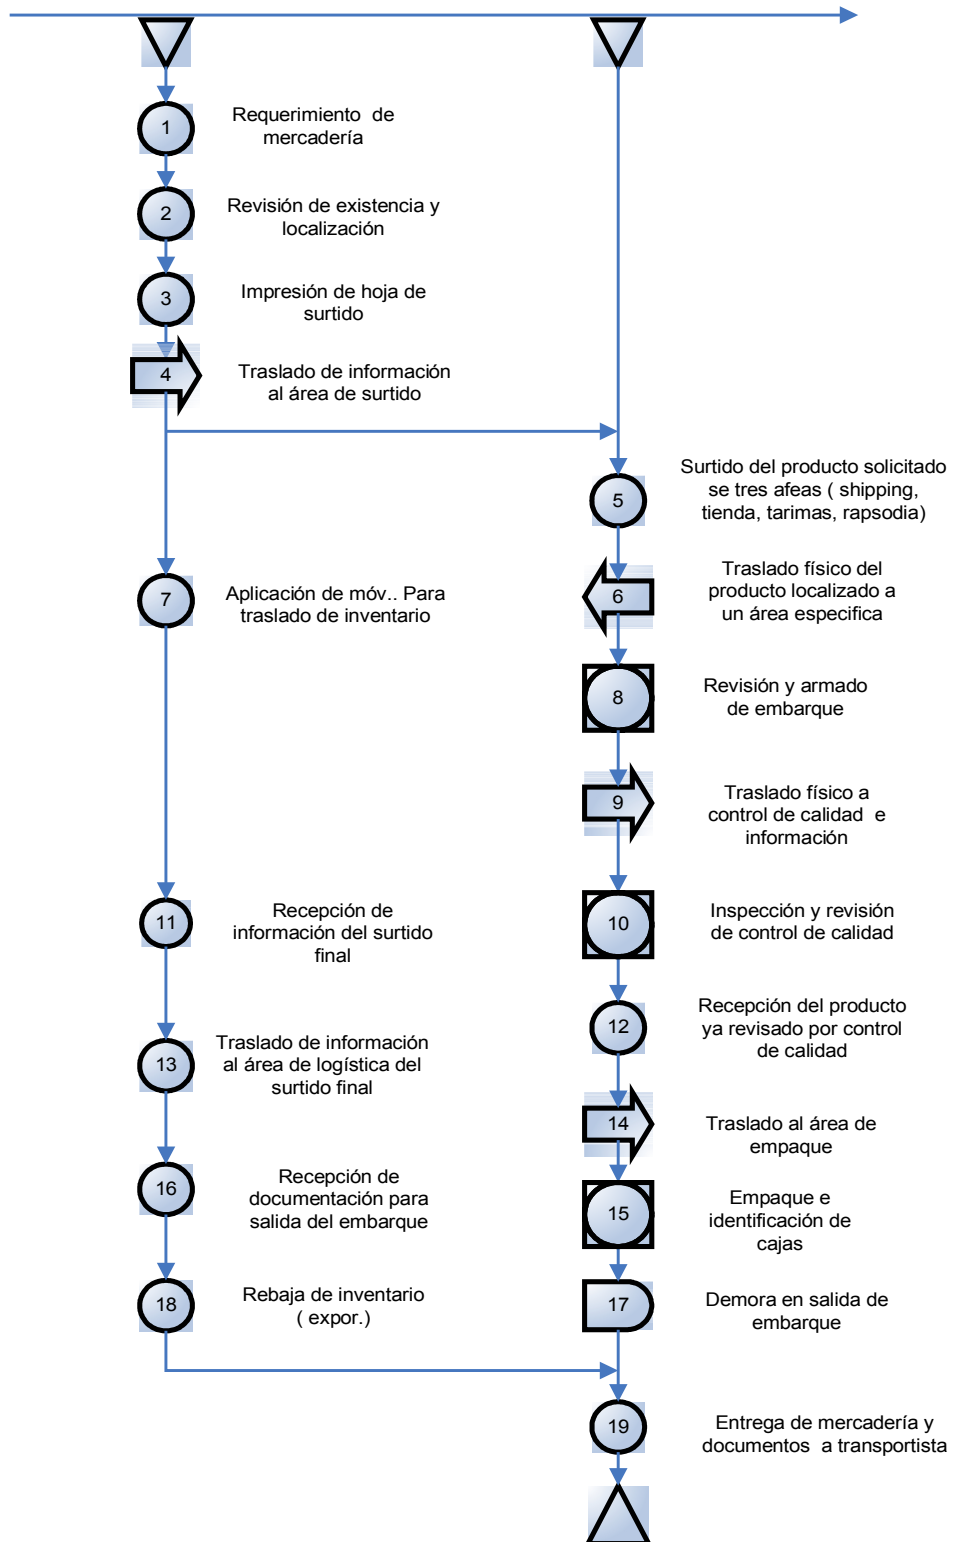 1
Requerimiento de
mercadería
2
Revisión de existencia y
localización
3
Impresión de hoja de
surtido
4
Traslado de información
al área de surtido
5
Surtido del producto solicitado
se tres afeas ( shipping,
tienda, tarimas, rapsodia)
6
Traslado físico del
producto localizado a
un área especifica
7
Aplicación de móv.. Para
traslado de inventario
8
Revisión y armado
de embarque
9
Traslado físico a
control de calidad e
información
10
Inspección y revisión
de control de calidad
11
Recepción de
información del surtido
final
12
Recepción del producto
ya revisado por control
de calidad
13
Traslado de información
al área de logística del
surtido final
14
Traslado al área de
empaque
15
Empaque e
identificación de
cajas
16
Recepción de
documentación para
salida del embarque
17
Demora en salida de
embarque
18
Rebaja de inventario
( expor.)
19
Entrega de mercadería y
documentos a transportista